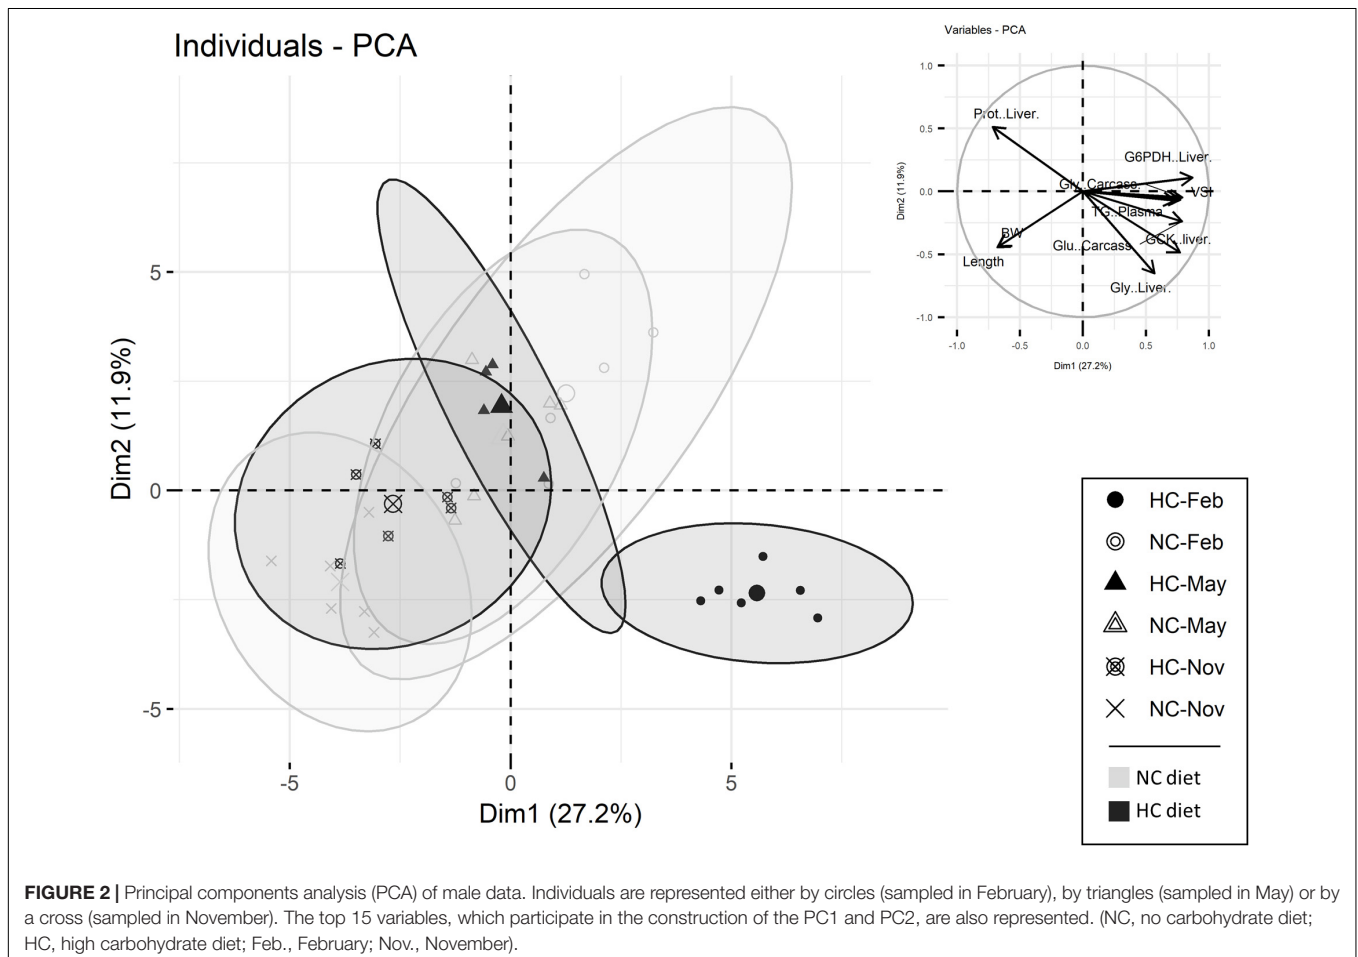 Individuals - PCA
5
0
-5
-5
0
5
Dim2 (11.9%)
Dim1 (27.2%)
Variables - PCA
1.0
0.5
0.0
-0.5
-1.0
-1.0
-0.5
0.0
0.5
1.0
Dim2 (11.9%)
Dim1 (27.2%)
Prot..Liver.
G6PDH..Liver.
Gly..Carcass.
VSI
TG..Plasma.
BW
Glu..Carcass.
GCK..liver.
Length
Gly..Liver.
HC-Feb
NC-Feb
HC-May
NC-May
HC-Nov
NC-Nov
NC diet
HC diet
FIGURE 2 | Principal components analysis (PCA) of male data. Individuals are represented either by circles (sampled in February), by triangles (sampled in May) or by
a cross (sampled in November). The top 15 variables, which participate in the construction of the PC1 and PC2, are also represented. (NC, no carbohydrate diet;
HC, high carbohydrate diet; Feb., February; Nov., November).